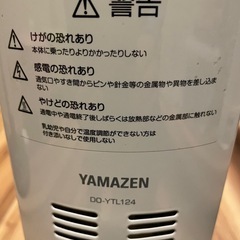 警告
けがの恐れあり
本体に乗ったりよりかかったりしない
感電の恐れあり
通気口やすき間からピンや針金等の金属物や異物を差し込まない
やけどの恐れあり
通電中や通電終了後しばらくは放熱部などの金属部に触れない
乳幼児や自分で温度調節ができない方は
付き添いなしで使用しない
YAMAZEN
DO-YTL124